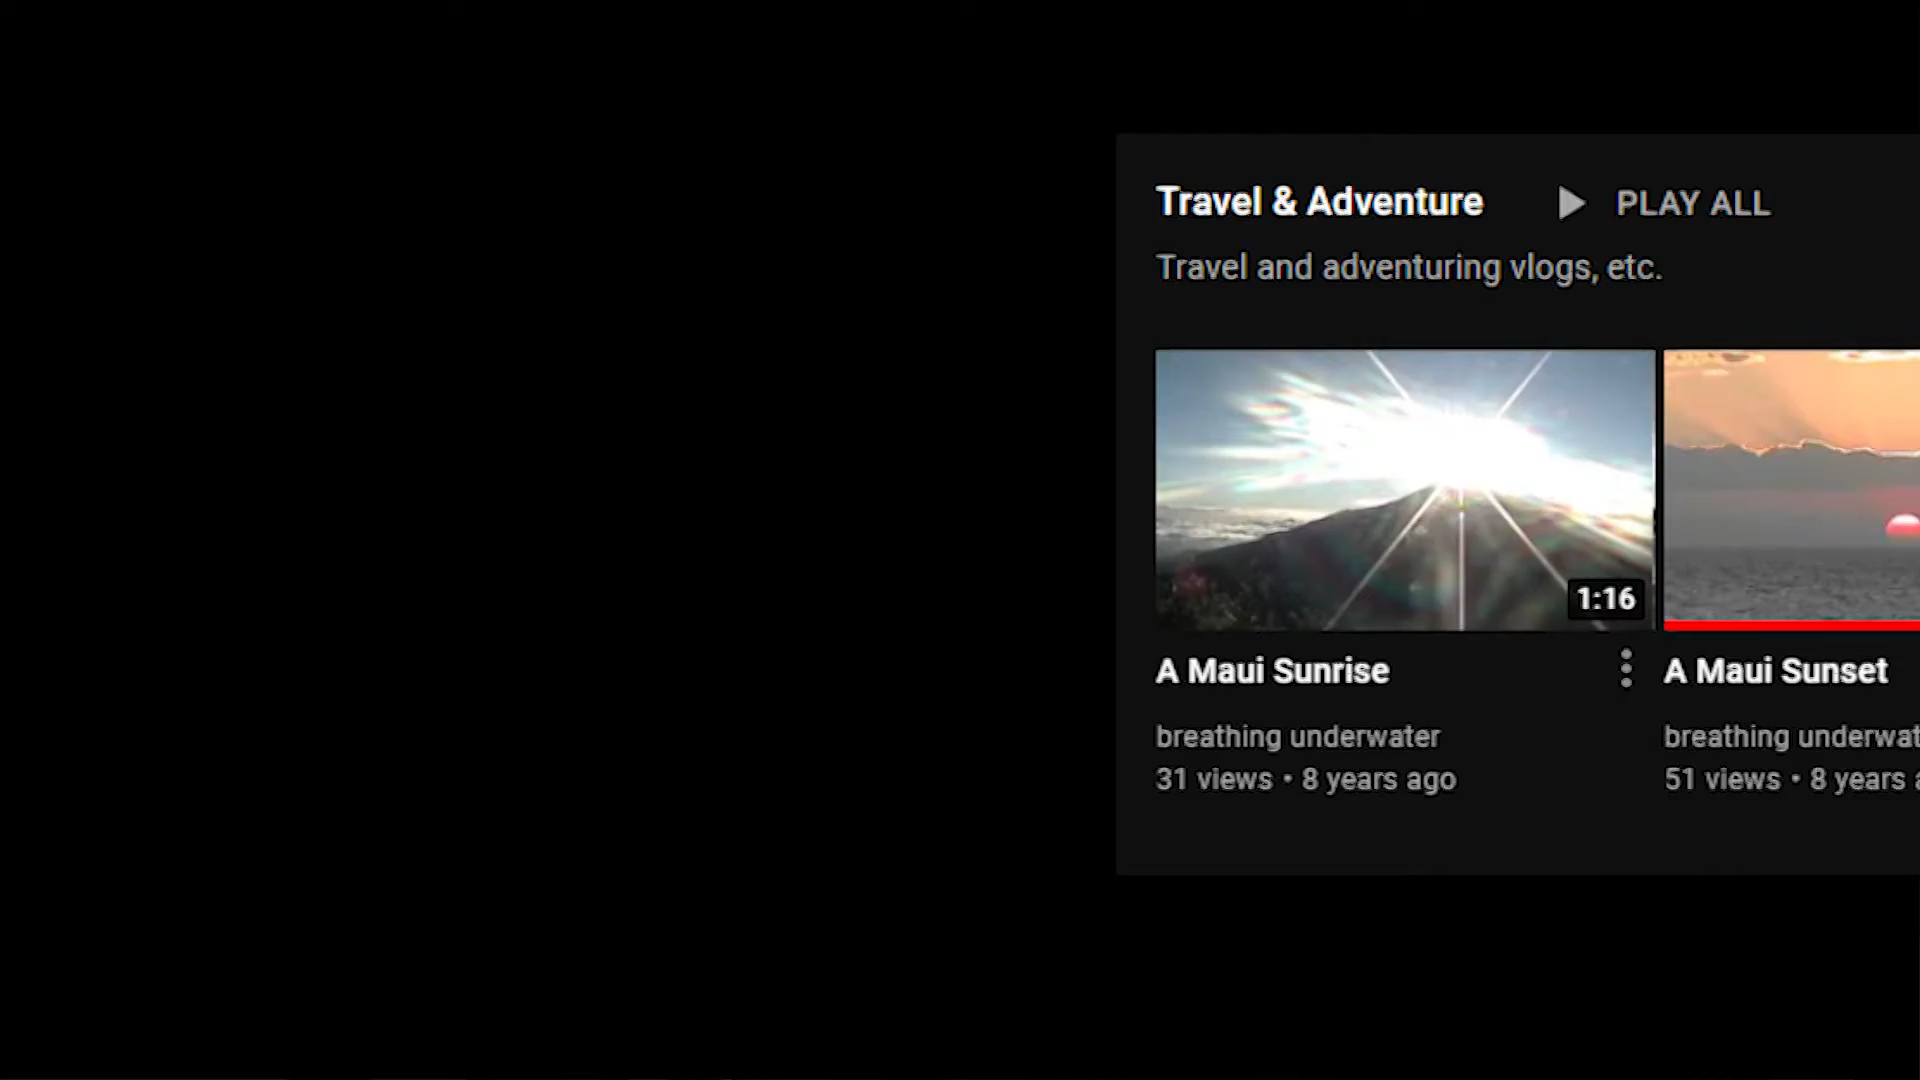 Travel & Adventure
PLAY ALL
Travel and adventuring vlogs, etc.
1:16
A Maui Sunrise
A Maui Sunset
breathing underwater
31 views • 8 years ago
breathing
51 views • 8 years